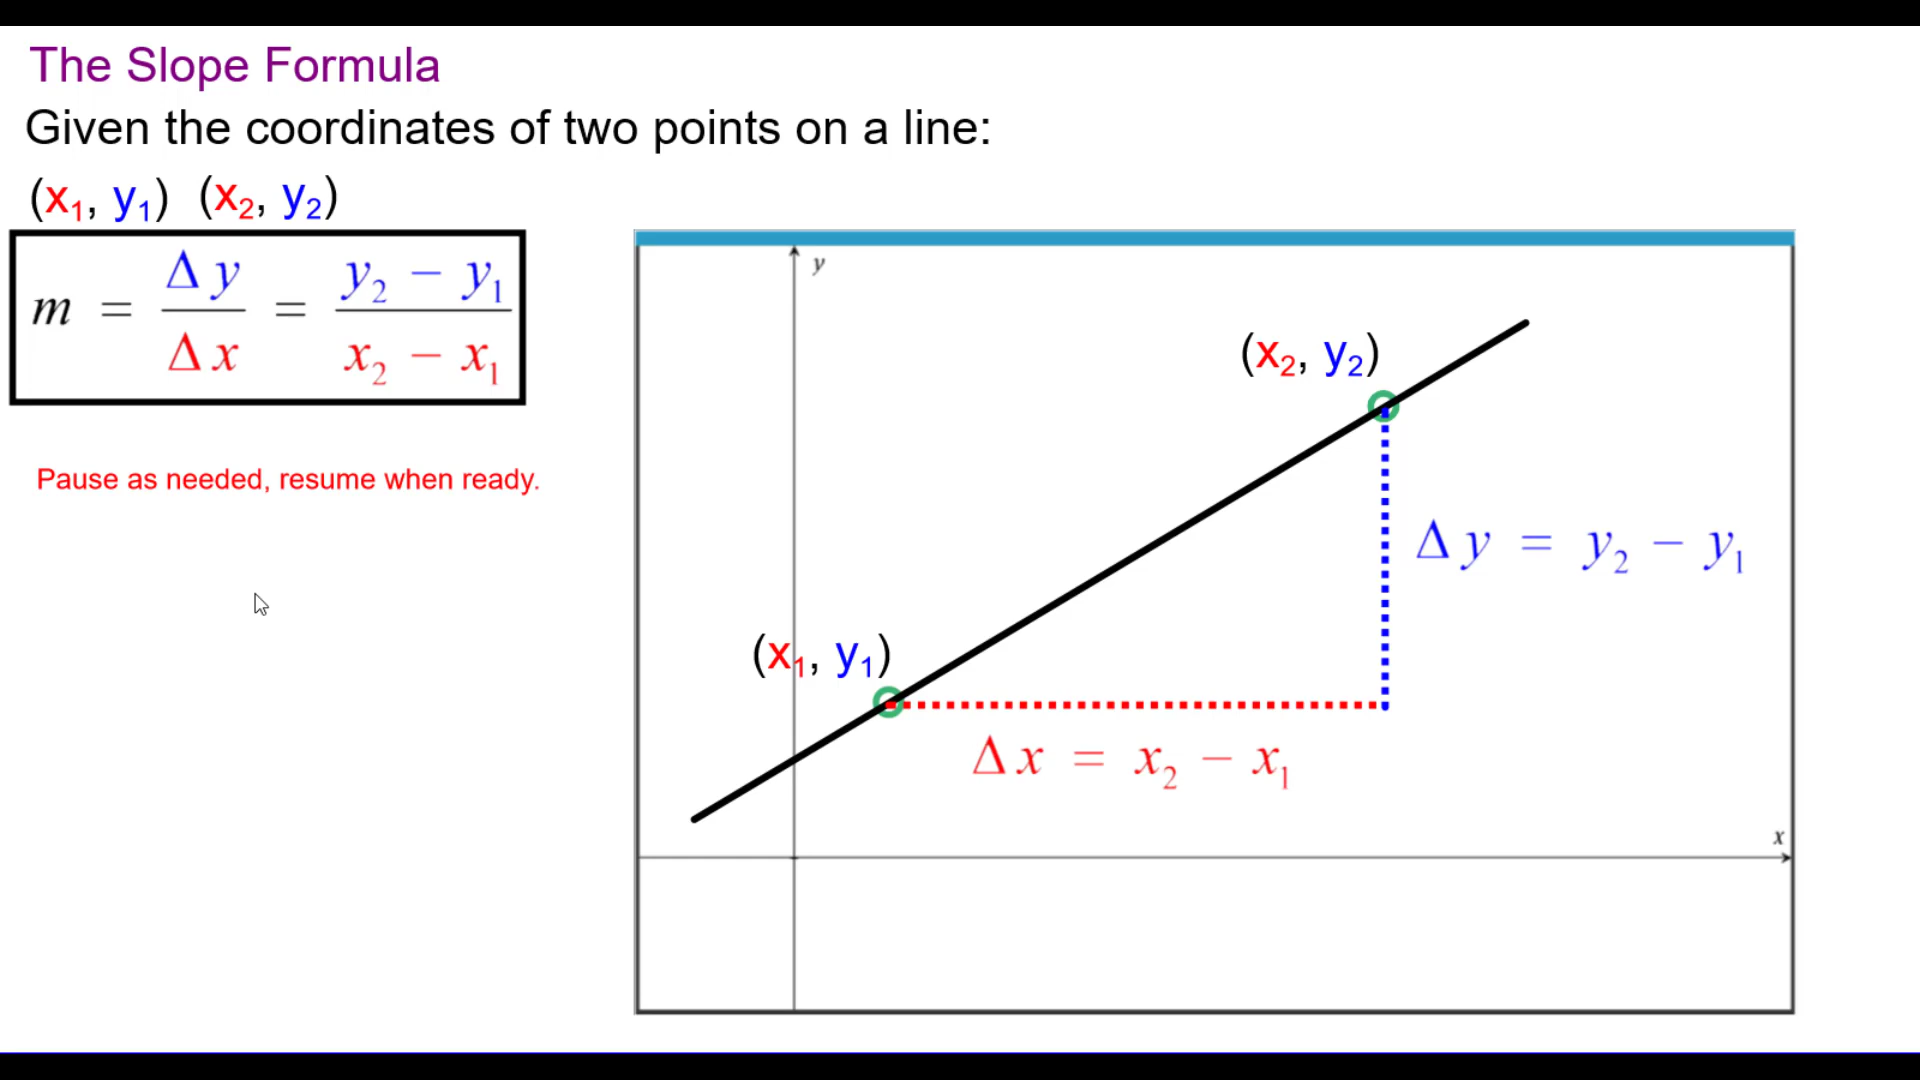 The Slope Formula
Given the coordinates of two points on a line:
(x₁, y₁) (x₂, y₂)
m = Δy / Δx = y₂ − y₁ / x₂ − x₁
Pause as needed, resume when ready.
y
(x₂, y₂)
Δy = y₂ − y₁
(x₁, y₁)
Δx = x₂ − x₁
x